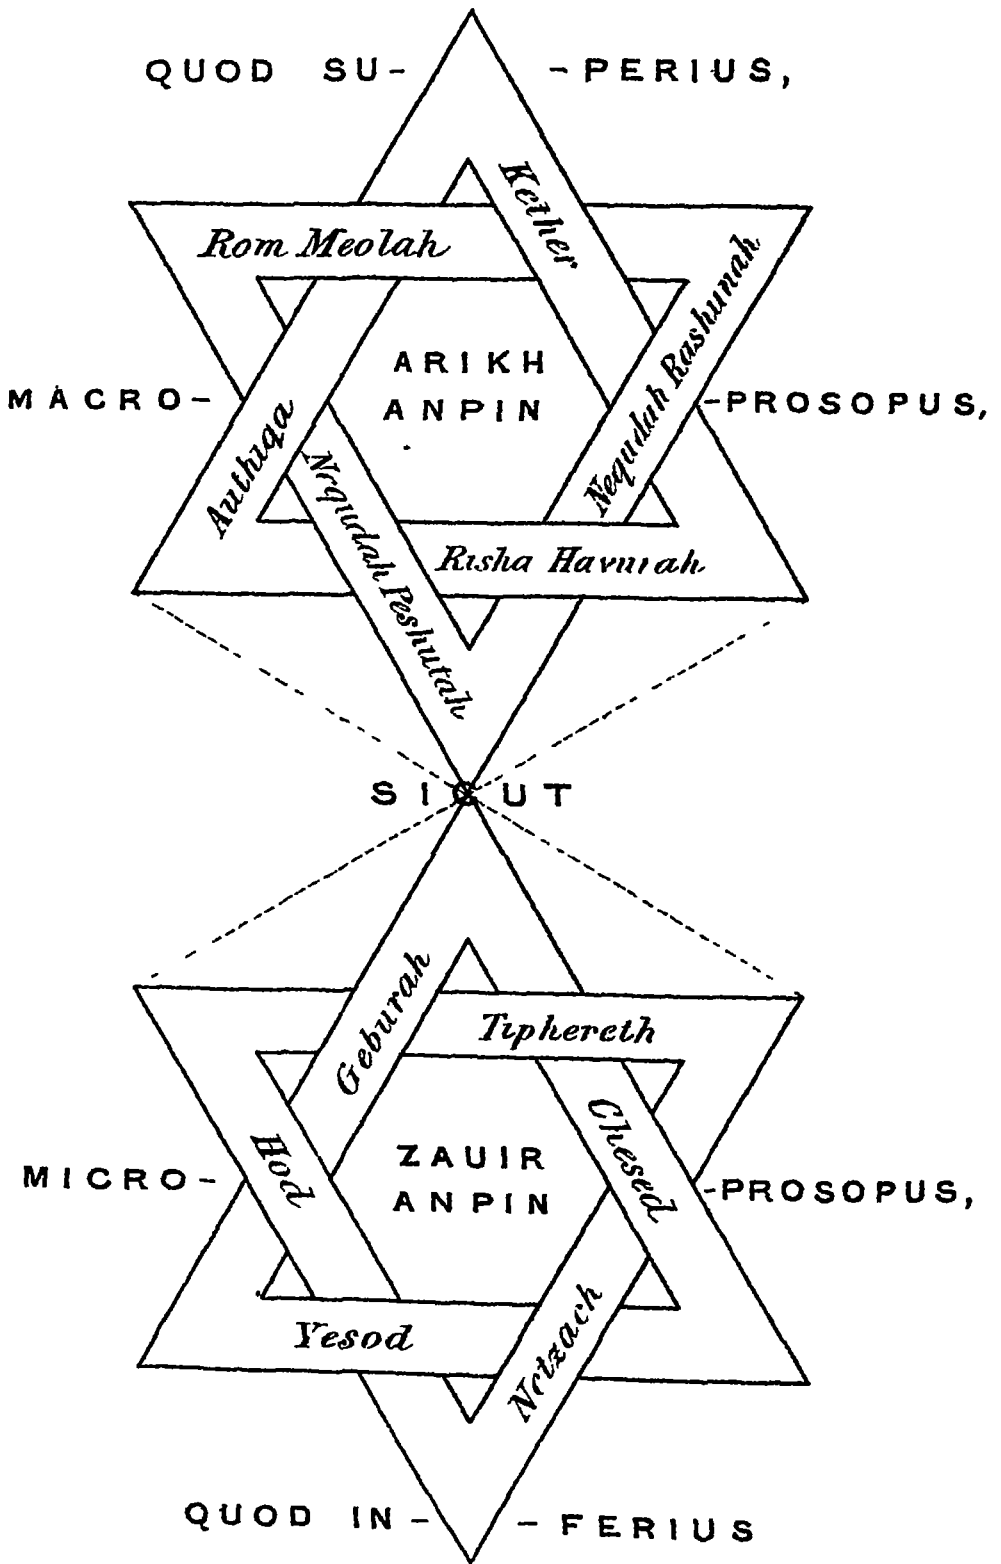 QUOD SU- -PERIUS,
Kether
Rom Meolah
Nequdah Rashunah
ARIKH
ANPIN
MACRO- -PROSOPUS,
Authiqa
Nequdah Peshutah
Risha Havurah
SICUT
Geburah
Tiphereth
Hod
Chesed
ZAUIR
ANPIN
MICRO- -PROSOPUS,
Yesod
Netzach
QUOD IN- -FERIUS